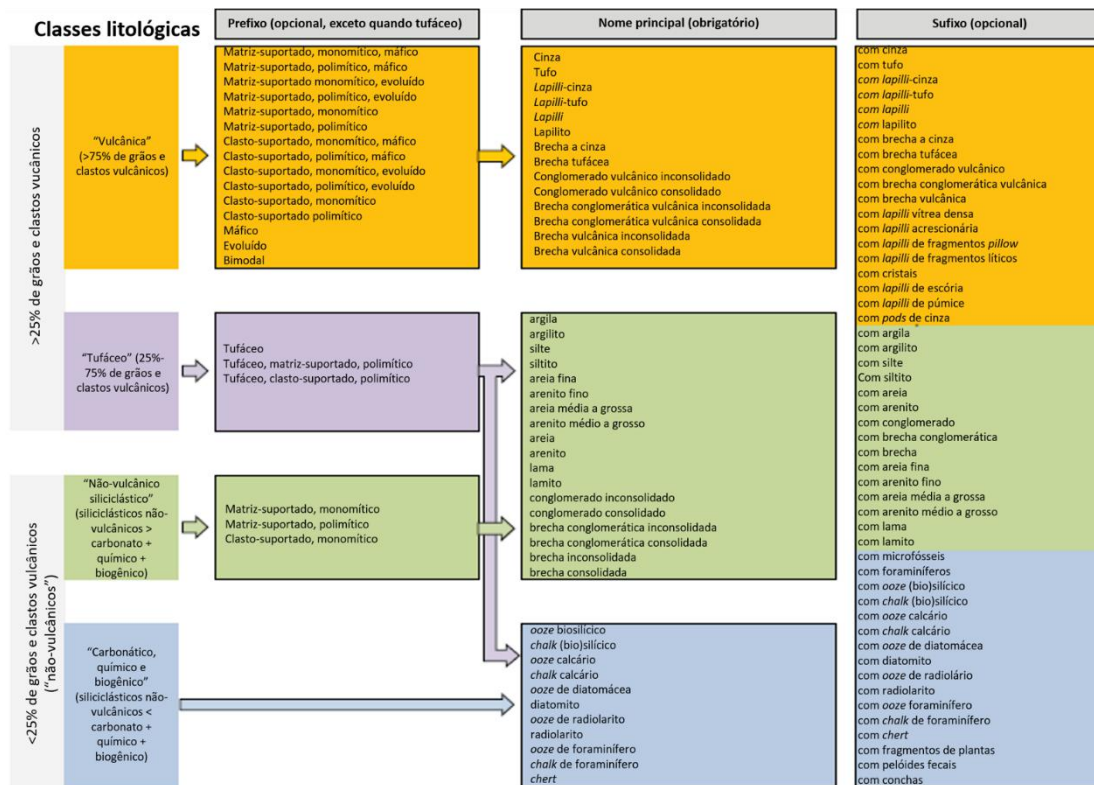 Classes litológicas
Prefixo (opcional, exceto quando tufáceo)
Nome principal (obrigatório)
Sufixo (opcional)
>25% de grãos e clastos vucânicos
"Vulcânica"
(>75% de grãos e
clastos vulcânicos)
Matriz-suportado, monomítico, máfico
Matriz-suportado, polimítico, máfico
Matriz-suportado monomítico, evoluído
Matriz-suportado, polimítico, evoluído
Matriz-suportado, monomítico
Matriz-suportado, polimítico
Clasto-suportado, monomítico, máfico
Clasto-suportado, polimítico, máfico
Clasto-suportado, monomítico, evoluído
Clasto-suportado, polimítico, evoluído
Clasto-suportado, monomítico
Clasto-suportado polimítico
Máfico
Evoluído
Bimodal
Cinza
Tufo
Lapilli-cinza
Lapilli-tufo
Lapilli
Lapilito
Brecha a cinza
Brecha tufácea
Conglomerado vulcânico inconsolidado
Conglomerado vulcânico consolidado
Brecha conglomerática vulcânica inconsolidada
Brecha conglomerática vulcânica consolidada
Brecha vulcânica inconsolidada
Brecha vulcânica consolidada
com cinza
com tufo
com lapilli-cinza
com lapilli-tufo
com lapilli
com lapilito
com brecha a cinza
com brecha tufácea
com conglomerado vulcânico
com brecha conglomerática vulcânica
com brecha vulcânica
com lapilli vítrea densa
com lapilli acrescionária
com lapilli de fragmentos pillow
com lapilli de fragmentos líticos
com cristais
com lapilli de escória
com lapilli de púmice
com pods de cinza
"Tufáceo" (25%-
75% de grãos e
clastos vulcânicos)
Tufáceo
Tufáceo, matriz-suportado, polimítico
Tufáceo, clasto-suportado, polimítico
argila
argilito
silte
siltito
areia fina
arenito fino
areia média a grossa
arenito médio a grosso
areia
arenito
lama
lamito
conglomerado inconsolidado
conglomerado consolidado
brecha conglomerática inconsolidada
brecha conglomerática consolidada
brecha inconsolidada
brecha consolidada
com argila
com argilito
com silte
Com siltito
com areia
com arenito
com conglomerado
com brecha conglomerática
com brecha
com areia fina
com arenito fino
com areia média a grossa
com arenito médio a grosso
com lama
com lamito
<25% de grãos e clastos vulcânicos
("não-vulcânicos")
"Não-vulcânico
siliciclástico"
(siliciclásticos não-
vulcânicos >
carbonato +
químico +
biogênico)
Matriz-suportado, monomítico
Matriz-suportado, polimítico
Clasto-suportado, monomítico
"Carbonático,
químico e
biogênico"
(siliciclásticos não-
vulcânicos <
carbonato +
químico +
biogênico)
ooze biosilícico
chalk (bio)silícico
ooze calcário
chalk calcário
ooze de diatomácea
diatomito
ooze de radiolarito
radiolarito
ooze de foraminífero
chalk de foraminífero
chert
com microfósseis
com foraminíferos
com ooze (bio)silícico
com chalk (bio)silícico
com ooze calcário
com chalk calcário
com ooze de diatomácea
com diatomito
com ooze de radiolário
com radiolarito
com ooze foraminífero
com chalk de foraminífero
com chert
com fragmentos de plantas
com pelóides fecais
com conchas